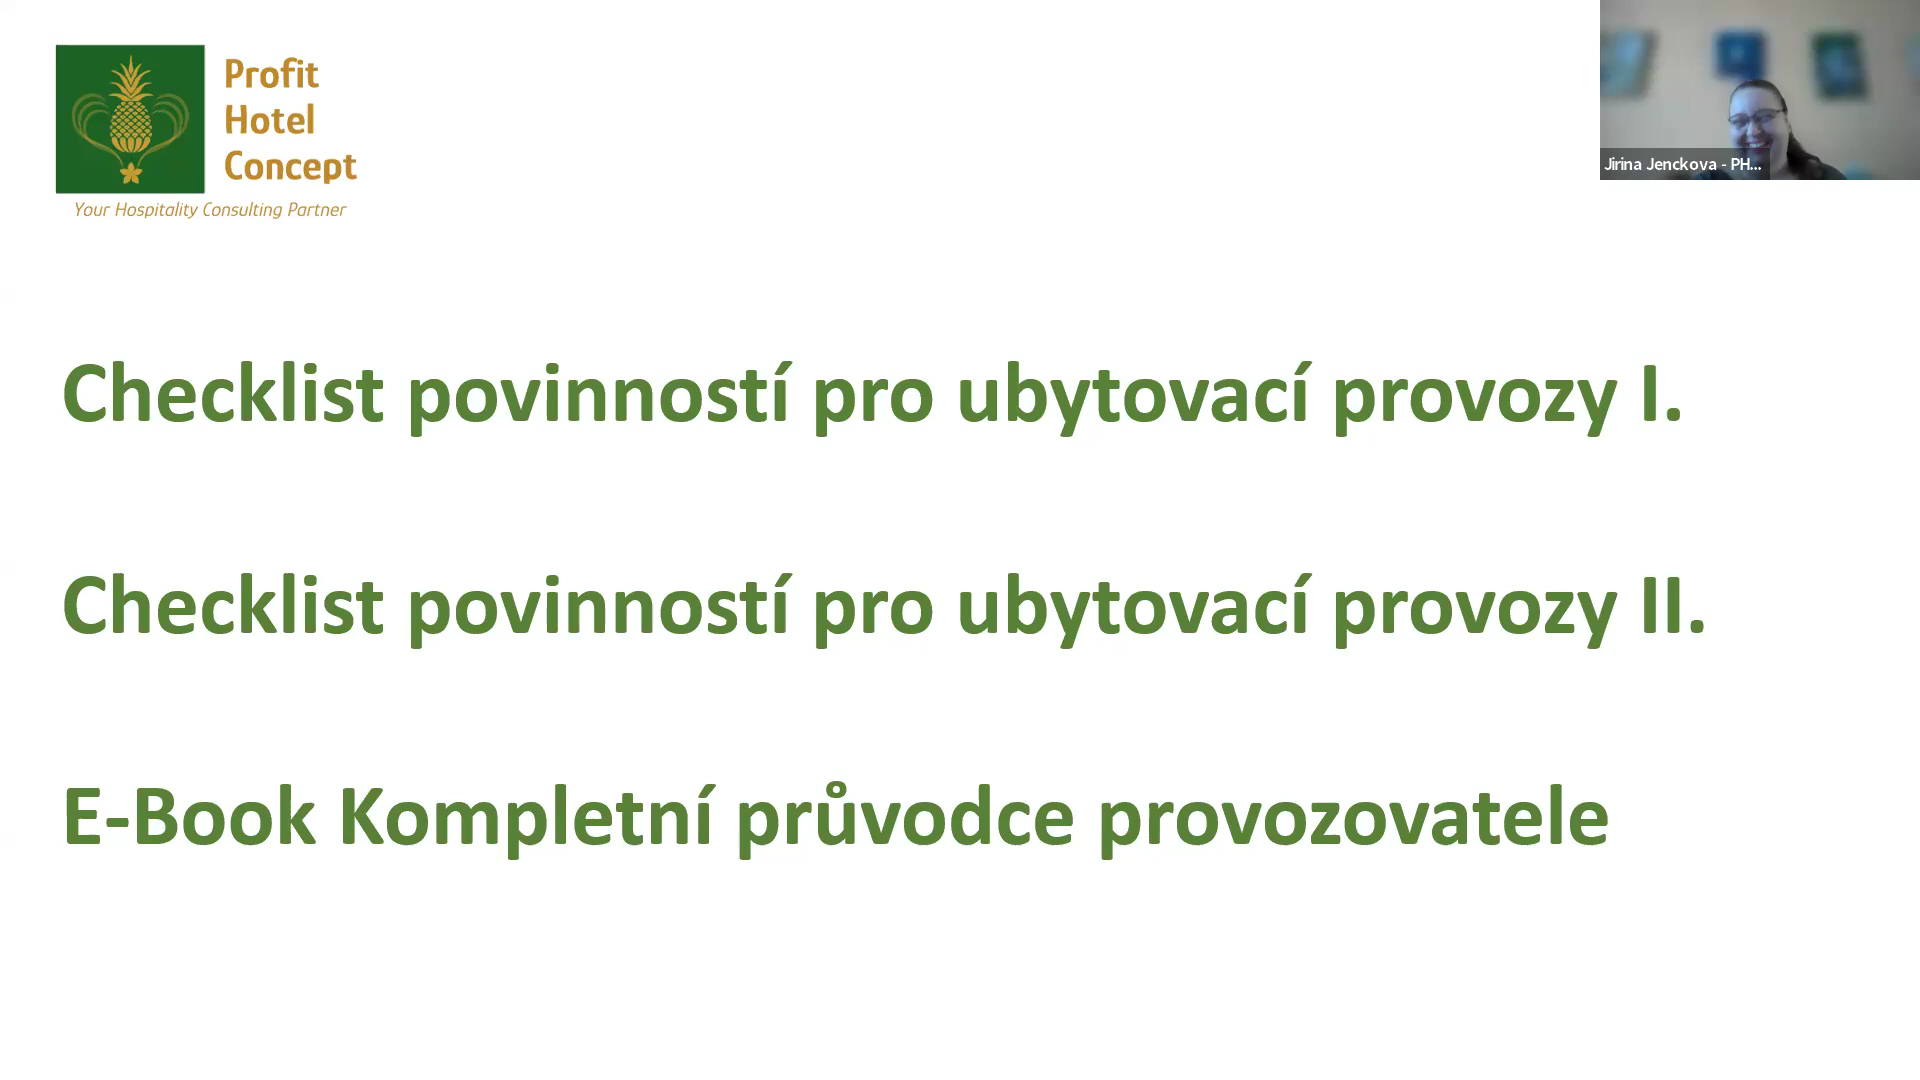 Profit
Hotel
Concept
Your Hospitality Consulting Partner
Jirina Jenckova - PH...
Checklist povinností pro ubytovací provozy I.
Checklist povinností pro ubytovací provozy II.
E-Book Kompletní průvodce provozovatele